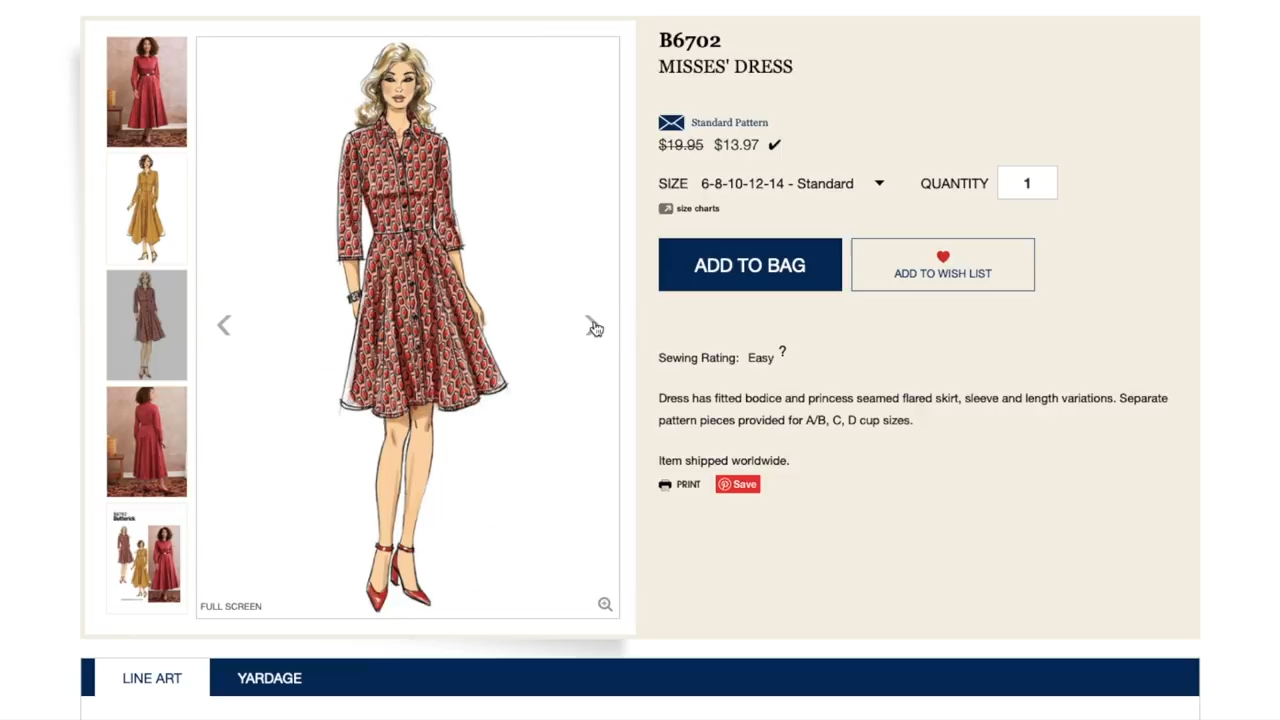 B6702
MISSES' DRESS
Standard Pattern
$19.95 $13.97 ✔
SIZE 6-8-10-12-14 - Standard QUANTITY 1
size charts
ADD TO BAG
ADD TO WISH LIST
Sewing Rating: Easy ?
Dress has fitted bodice and princess seamed flared skirt, sleeve and length variations. Separate
pattern pieces provided for A/B, C, D cup sizes.
Item shipped worldwide.
PRINT Save
Butterick
FULL SCREEN
LINE ART YARDAGE